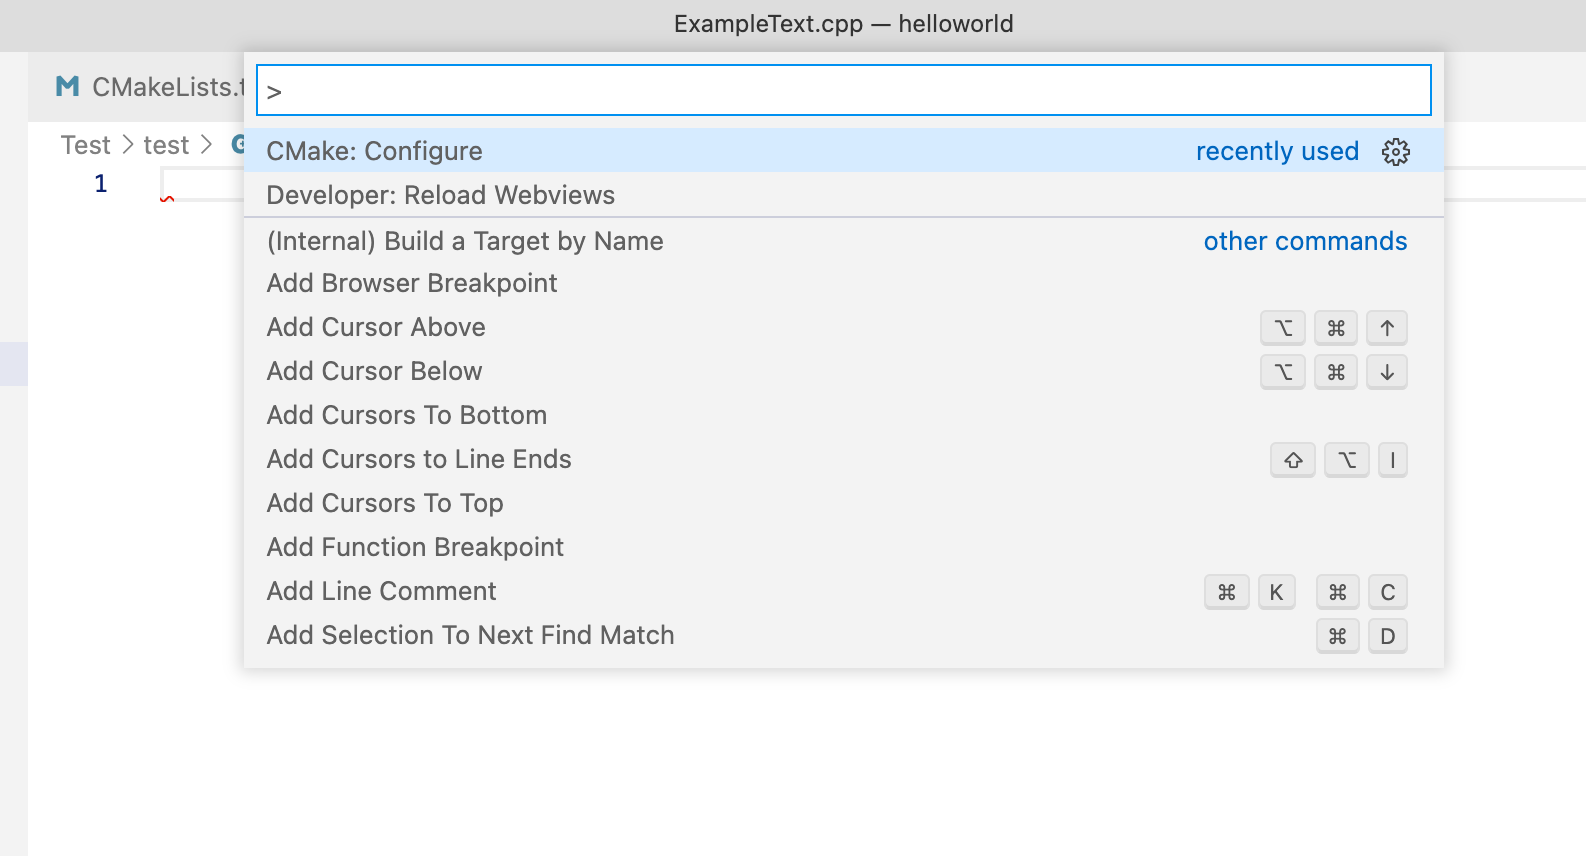 ExampleText.cpp — helloworld
CMakeLists.t
>
Test > test >
1
CMake: Configure recently used
Developer: Reload Webviews
(Internal) Build a Target by Name other commands
Add Browser Breakpoint
Add Cursor Above ⌥ ⌘ ↑
Add Cursor Below ⌥ ⌘ ↓
Add Cursors To Bottom
Add Cursors to Line Ends ⇧ ⌥ I
Add Cursors To Top
Add Function Breakpoint
Add Line Comment ⌘ K ⌘ C
Add Selection To Next Find Match ⌘ D